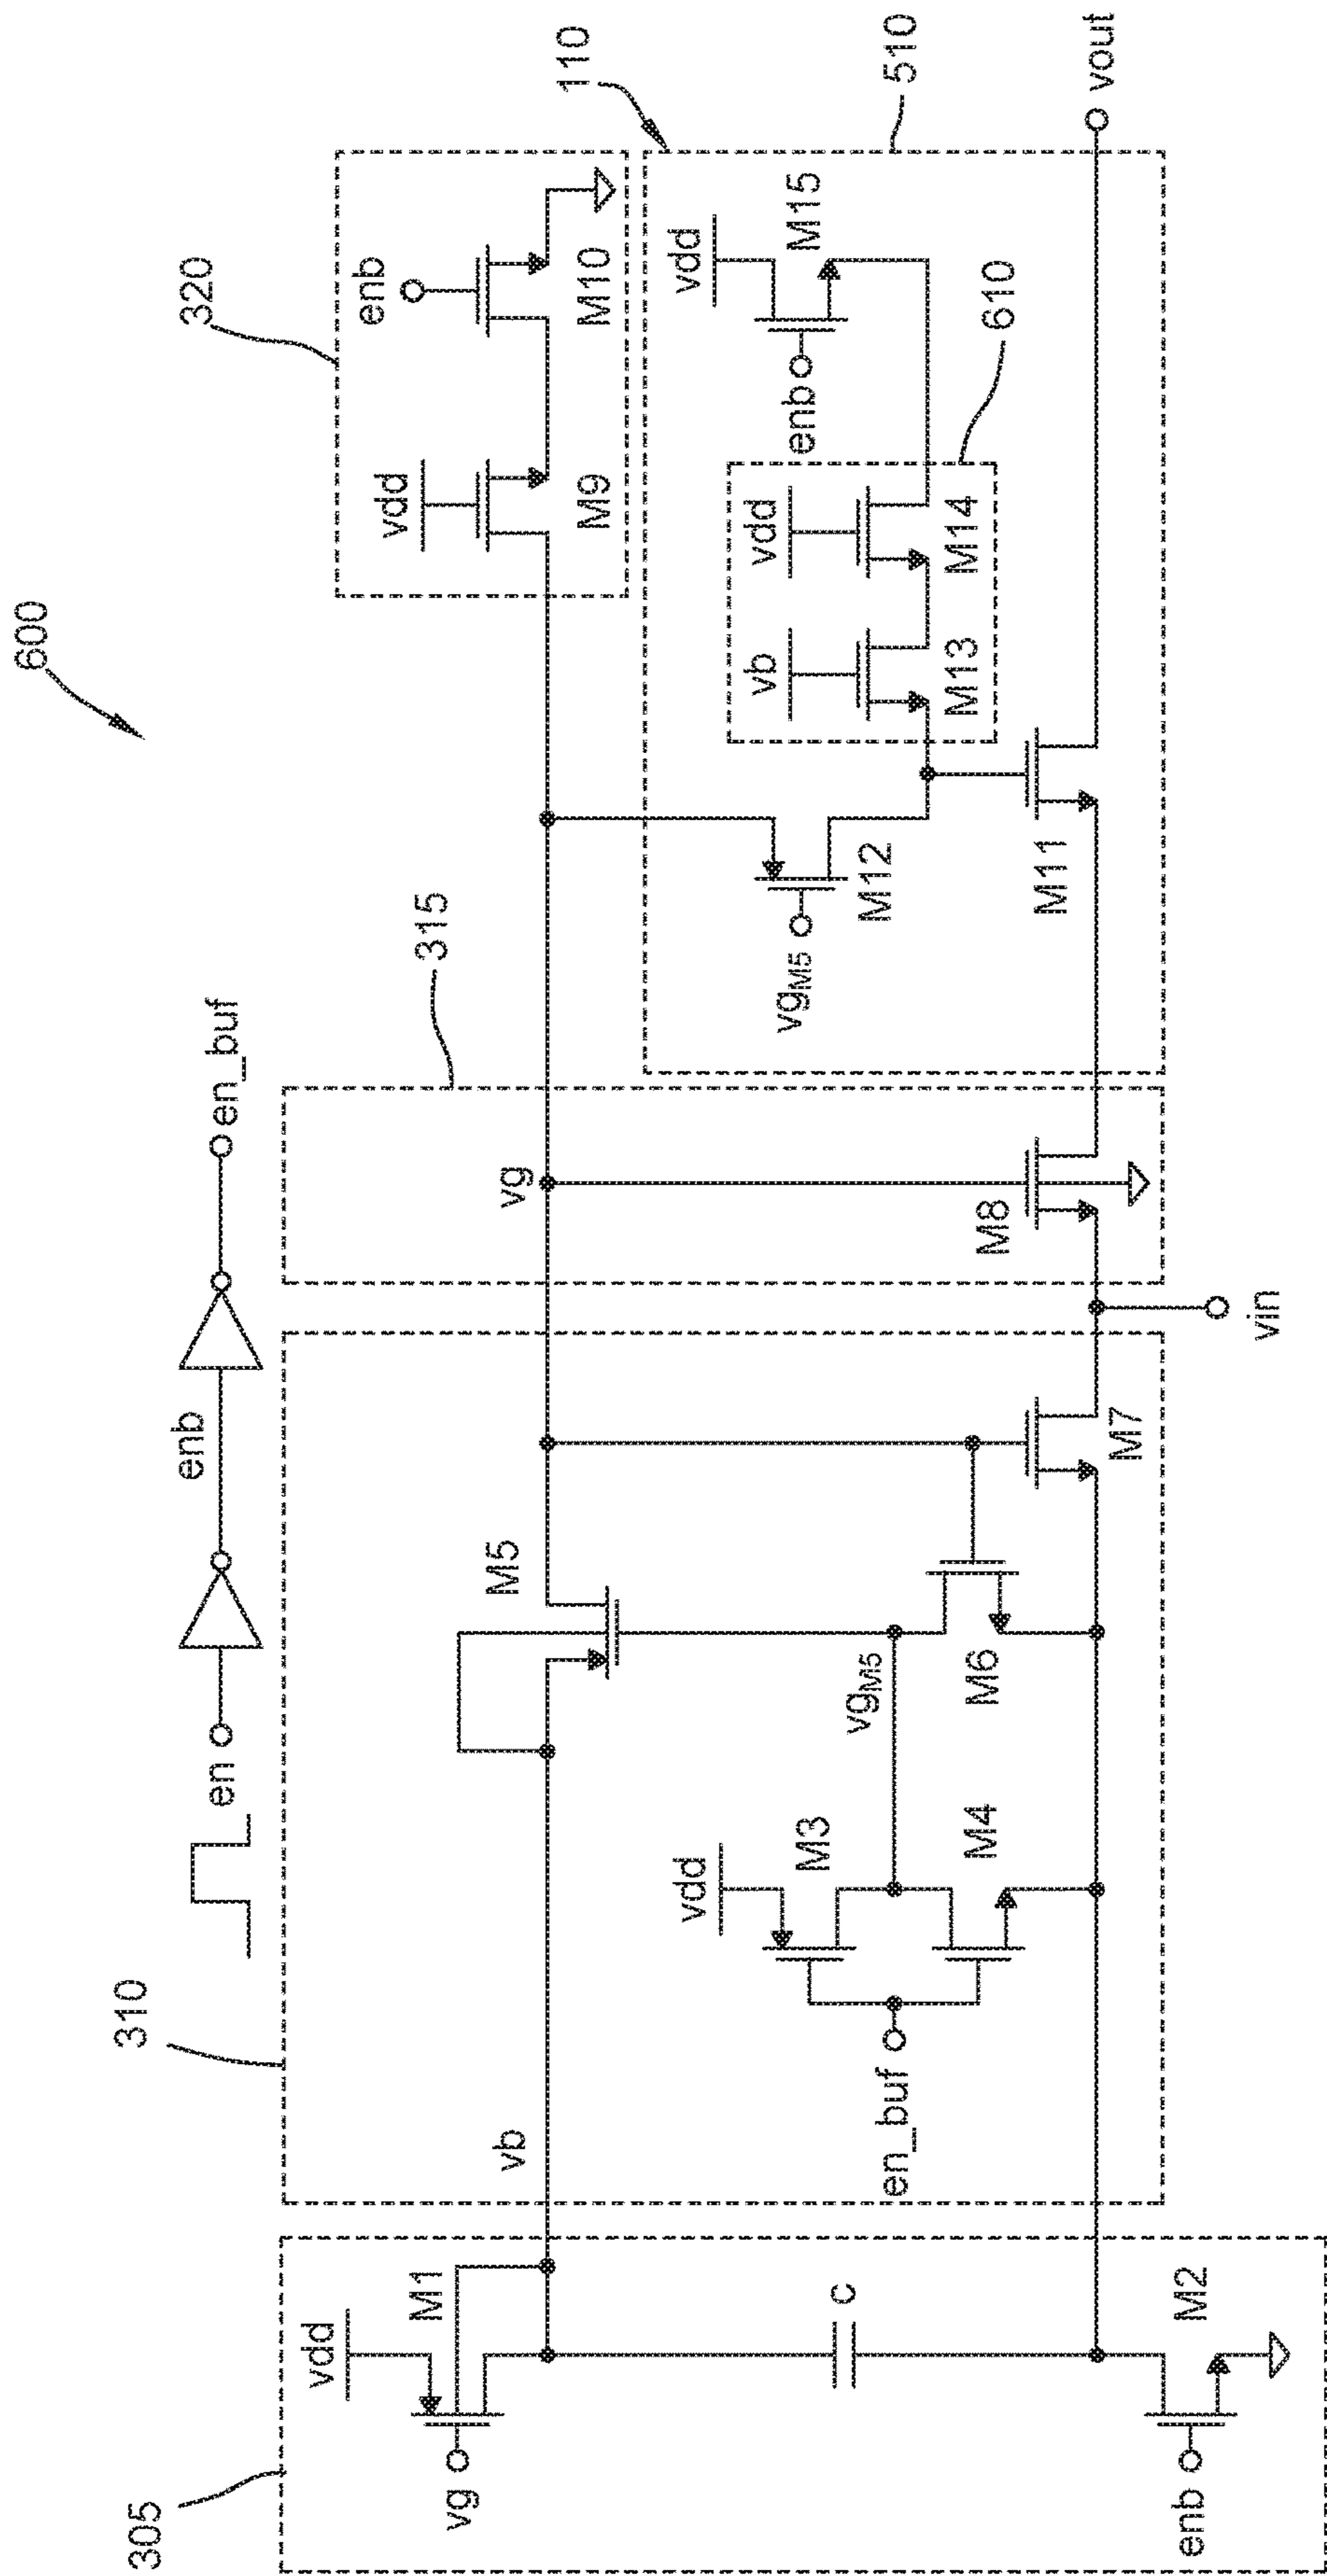 600
en
enb
en_buf
305
310
315
320
110
510
610
vdd
M1
vg
vb
c
M2
enb
vdd
M3
M4
en_buf
M5
vg_M5
M6
M7
vin
vg
M8
vdd
M9
enb
M10
vg_M5
M12
vb
M13
vdd
M14
vdd
M15
enb
M11
vout